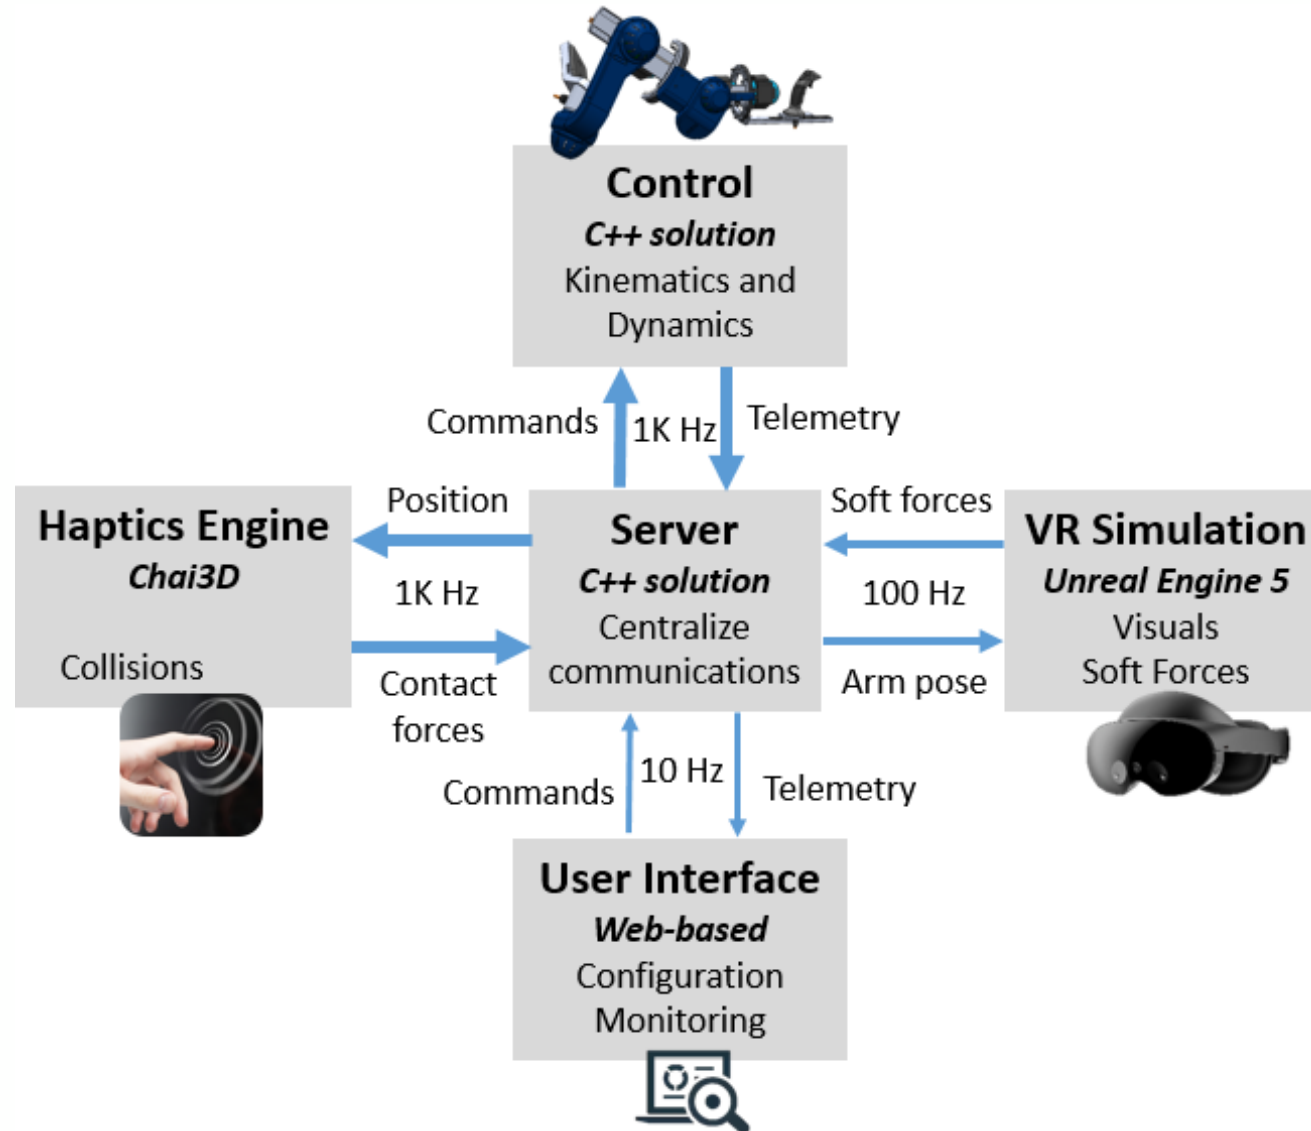 Control
C++ solution
Kinematics and
Dynamics
Commands
1K Hz
Telemetry
Haptics Engine
Chai3D
Collisions
Position
1K Hz
Contact
forces
Server
C++ solution
Centralize
communications
Soft forces
100 Hz
Arm pose
VR Simulation
Unreal Engine 5
Visuals
Soft Forces
Commands
10 Hz
Telemetry
User Interface
Web-based
Configuration
Monitoring